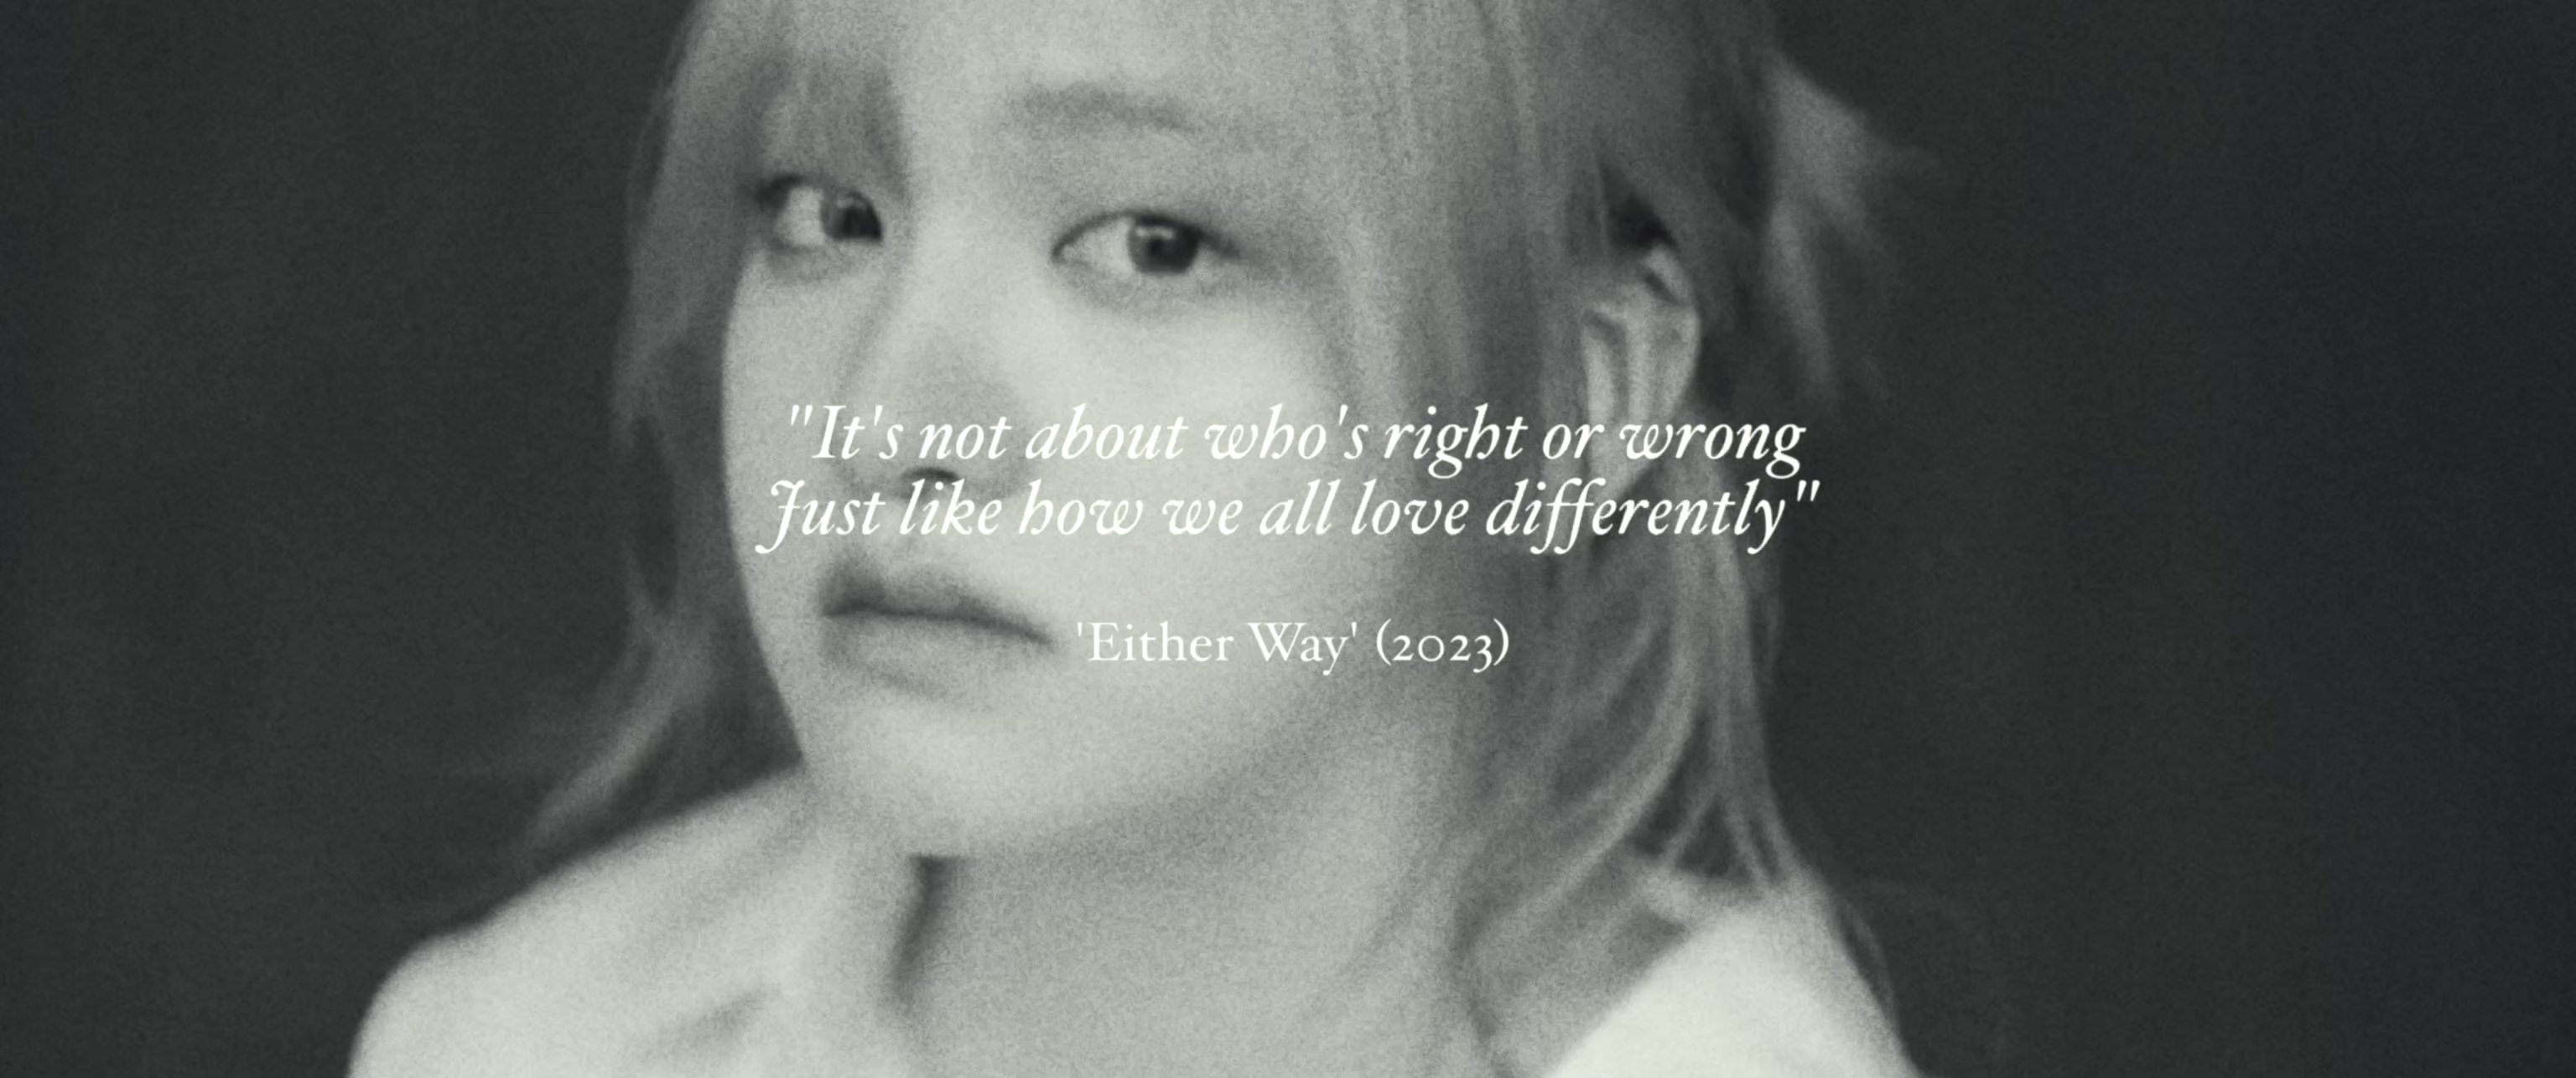 "It's not about who's right or wrong
Just like how we all love differently"
'Either Way' (2023)